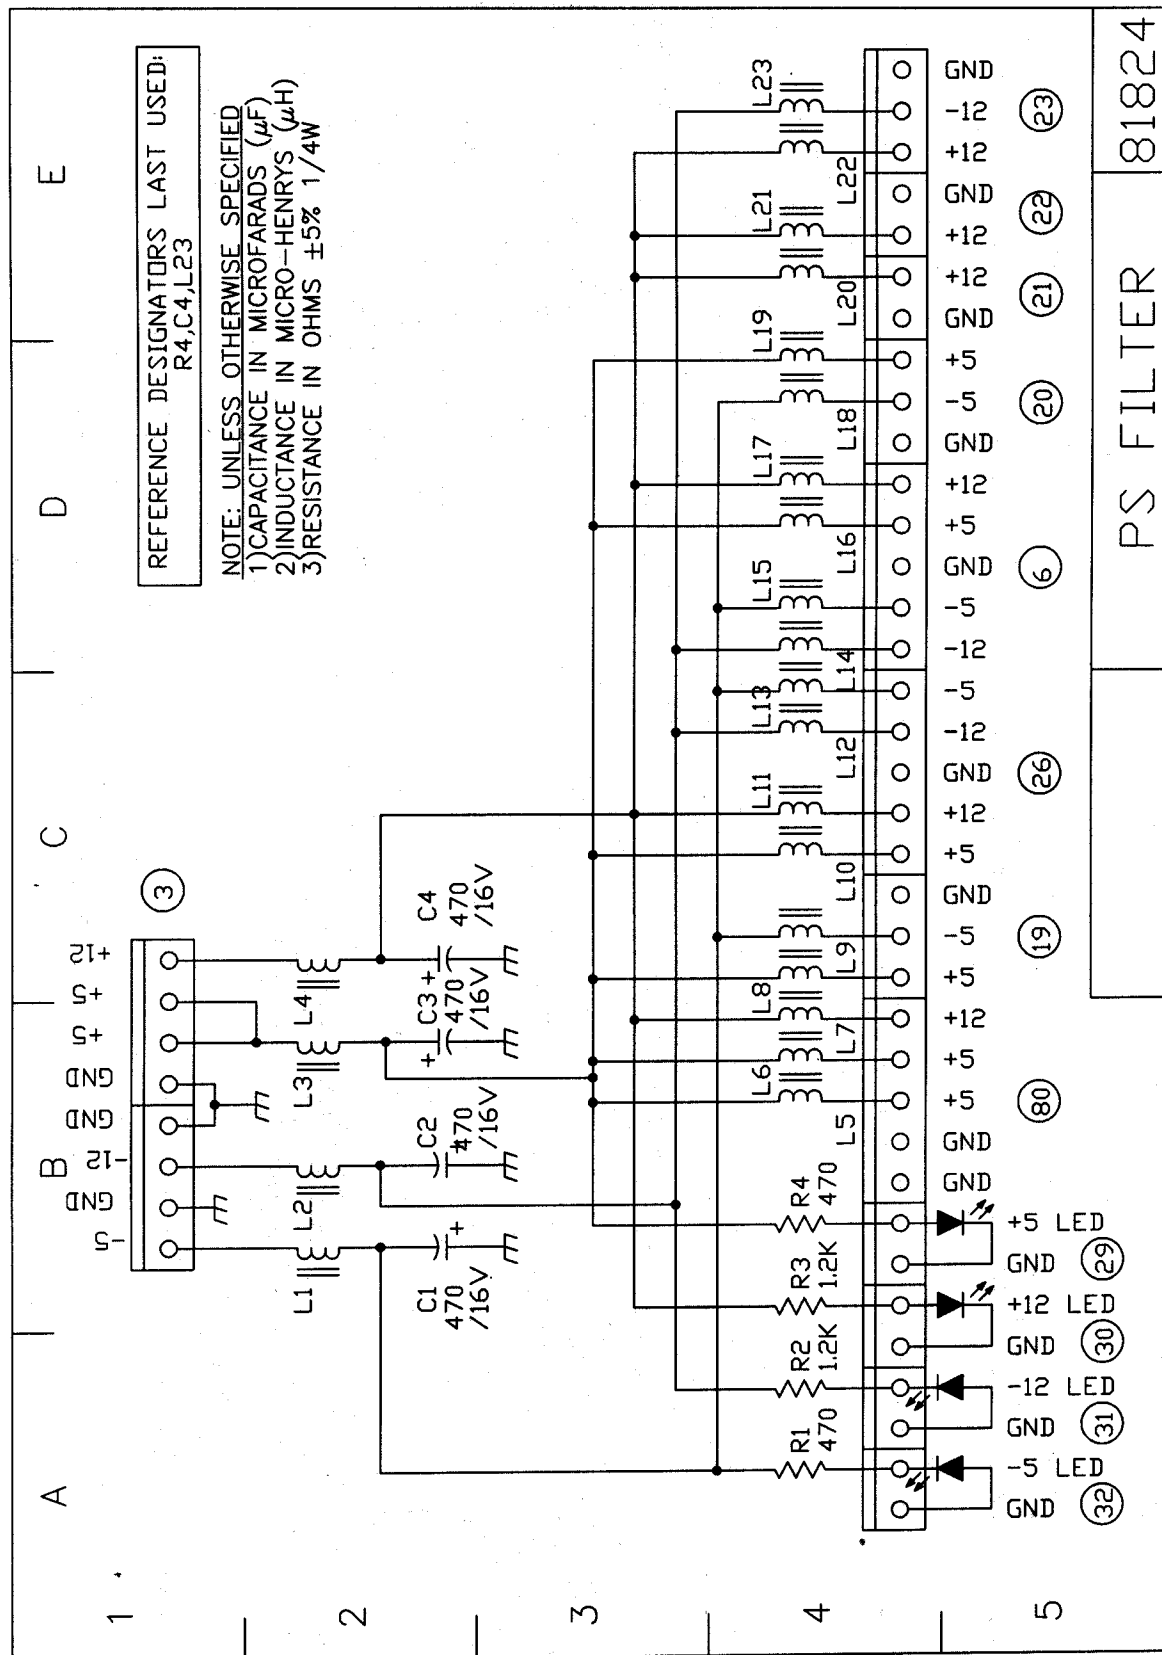 A
B
C
D
E
1
2
3
4
5
REFERENCE DESIGNATORS LAST USED:
R4,C4,L23
NOTE: UNLESS OTHERWISE SPECIFIED
1)CAPACITANCE IN MICROFARADS (µF)
2)INDUCTANCE IN MICRO-HENRYS (µH)
3)RESISTANCE IN OHMS ±5% 1/4W
3
-5
GND
-12
GND
GND
+5
+5
+12
L1
L2
L3
L4
C1
470
/16V
+
C2
470
/16V
+
C3
470
/16V
+
C4
470
/16V
+
R1
470
R2
1.2K
R3
1.2K
R4
470
L5
L6
L7
L8
L9
L10
L11
L12
L13
L14
L15
L16
L17
L18
L19
L20
L21
L22
L23
GND
-5 LED
32
GND
-12 LED
31
GND
+12 LED
30
GND
+5 LED
29
GND
GND
+5
+5
+12
80
+5
-5
GND
19
+5
+12
GND
-12
-5
26
-12
-5
GND
+5
+12
6
GND
-5
+5
20
GND
+12
21
+12
GND
22
+12
-12
GND
23
PS FILTER
81824